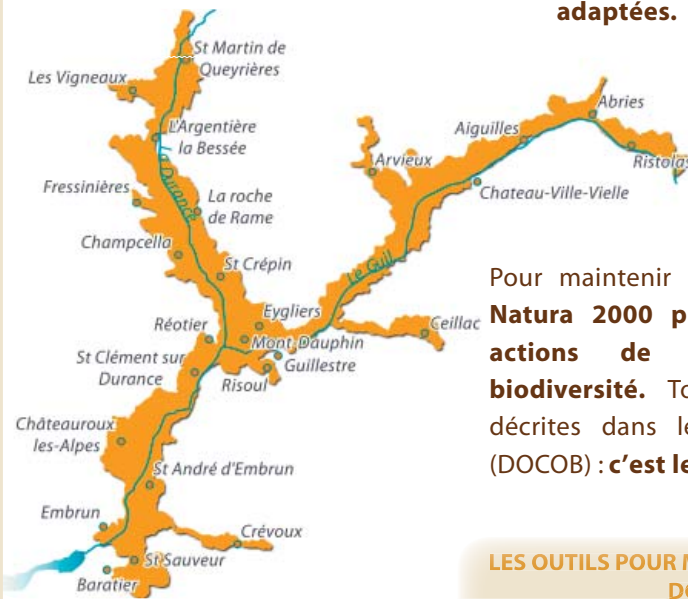 adaptées.
St Martin de
Queyrières
Les Vigneaux
L'Argentière
la Bessée
Abries
Aiguilles
Ristolas
Arvieux
Chateau-Ville-Vielle
La Durance
Fressinières
La roche
de Rame
Champcella
St Crépin
Le Guil
Eygliers
Ceillac
Réotier
Mont-Dauphin
Guillestre
St Clément sur
Durance
Risoul
Châteauroux
les-Alpes
St André d'Embrun
Embrun
Crévoux
St Sauveur
Baratier
Pour maintenir
Natura 2000 p
actions de
biodiversité. To
décrites dans le
(DOCOB) : c'est le
LES OUTILS POUR M
DO